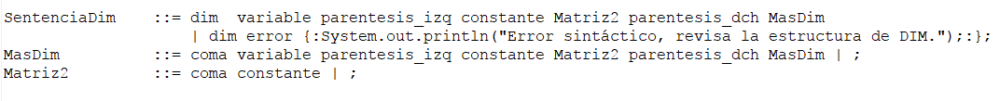 SentenciaDim ::= dim variable parentesis_izq constante Matriz2 parentesis_dch MasDim
| dim error {:System.out.println("Error sintáctico, revisa la estructura de DIM.");:};
MasDim ::= coma variable parentesis_izq constante Matriz2 parentesis_dch MasDim | ;
Matriz2 ::= coma constante | ;